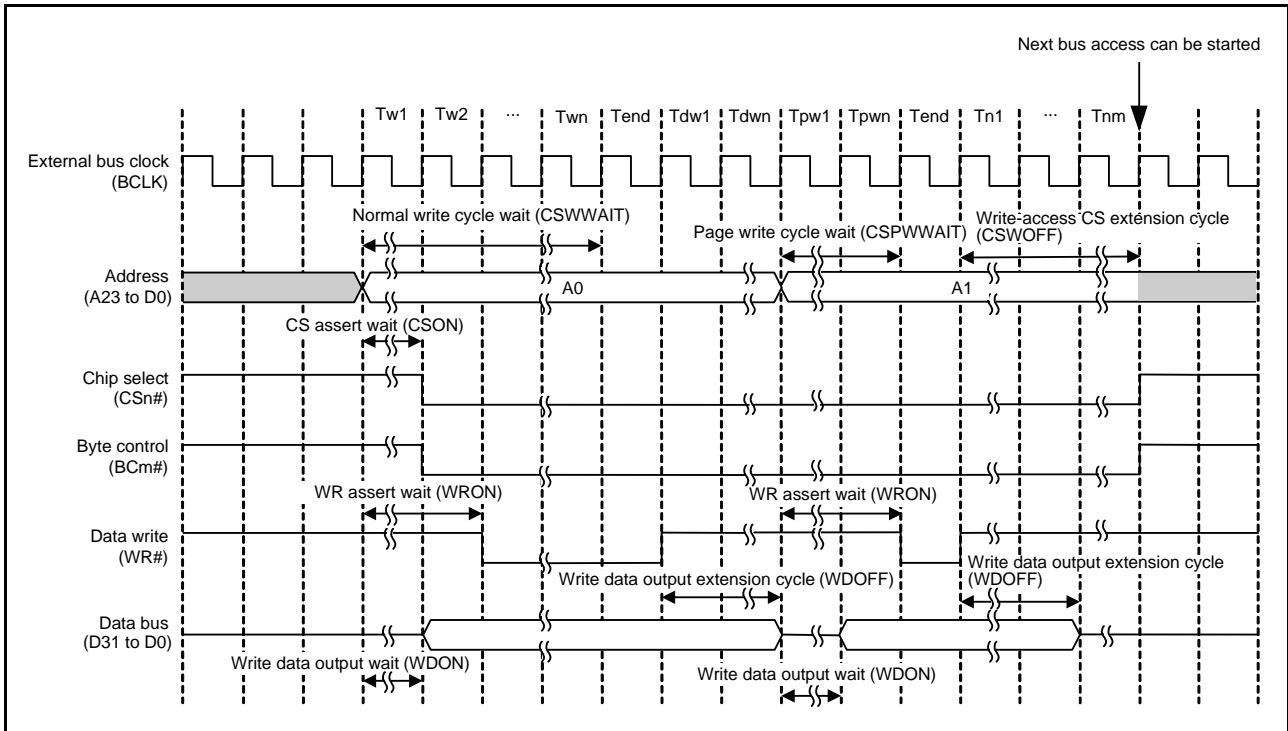 Next bus access can be started
Tw1 Tw2 ... Twn Tend Tdw1 Tdwn Tpw1 Tpwn Tend Tn1 ... Tnm
External bus clock
(BCLK)
Normal write cycle wait (CSWWAIT)
Page write cycle wait (CSPWWAIT)
Write-access CS extension cycle
(CSWOFF)
Address
(A23 to D0)
A0
A1
CS assert wait (CSON)
Chip select
(CSn#)
Byte control
(BCm#)
WR assert wait (WRON)
WR assert wait (WRON)
Data write
(WR#)
Write data output extension cycle (WDOFF)
Write data output extension cycle
(WDOFF)
Data bus
(D31 to D0)
Write data output wait (WDON)
Write data output wait (WDON)